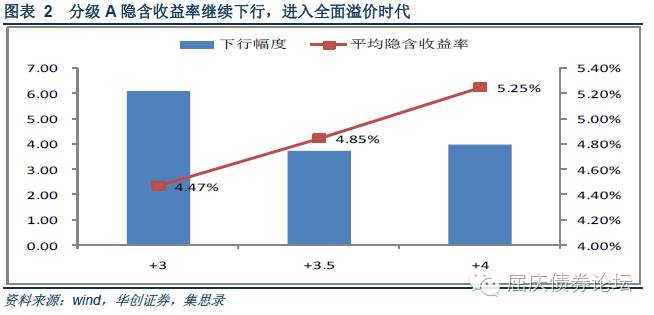 图表 2 分级 A 隐含收益率继续下行，进入全面溢价时代
下行幅度 平均隐含收益率
7.00 5.40%
6.00 5.20%
5.00 5.00%
4.00 4.80%
3.00 4.60%
2.00 4.40%
1.00 4.20%
0.00 4.00%
5.25%
4.85%
4.47%
+3 +3.5 +4
屈庆债券论坛
资料来源：wind，华创证券，集思录